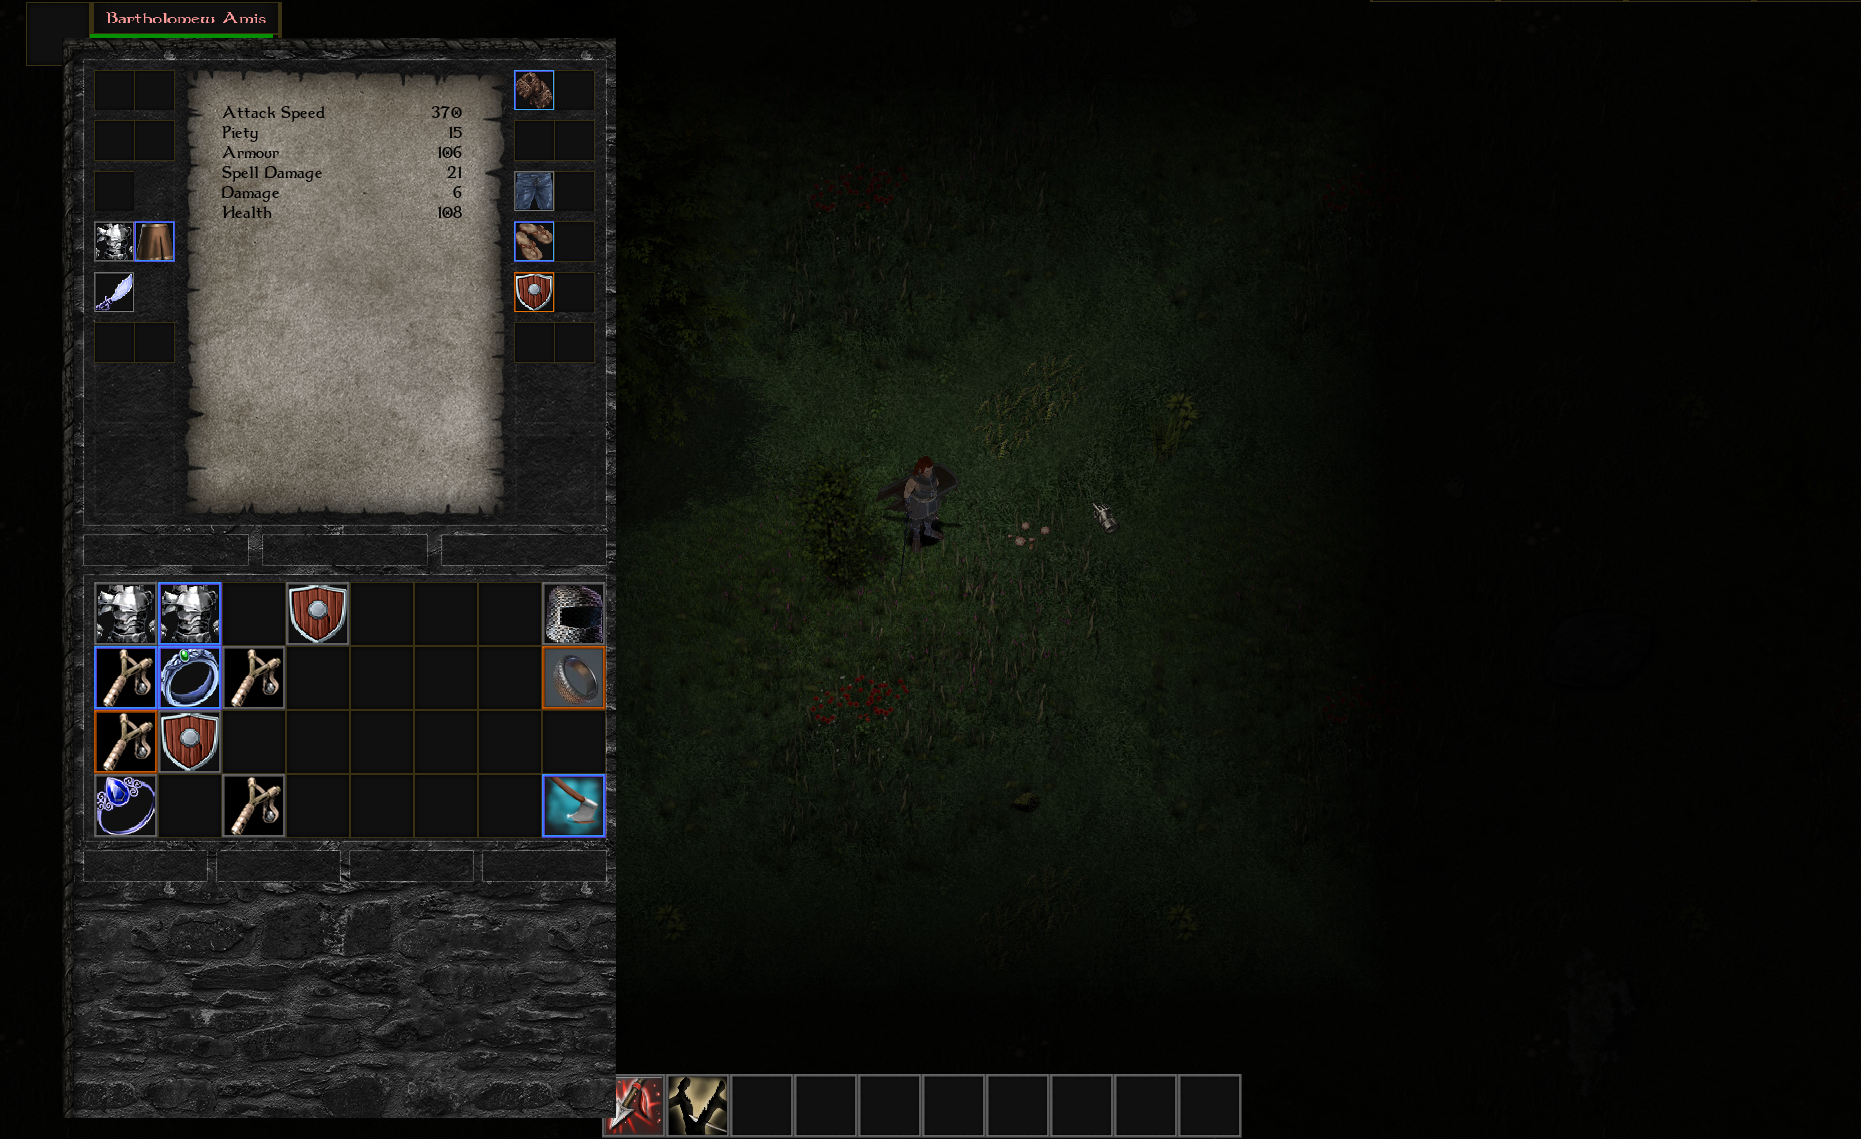 Bartholomew Amis
Attack Speed 370
Piety 15
Armour 106
Spell Damage 21
Damage 6
Health 108